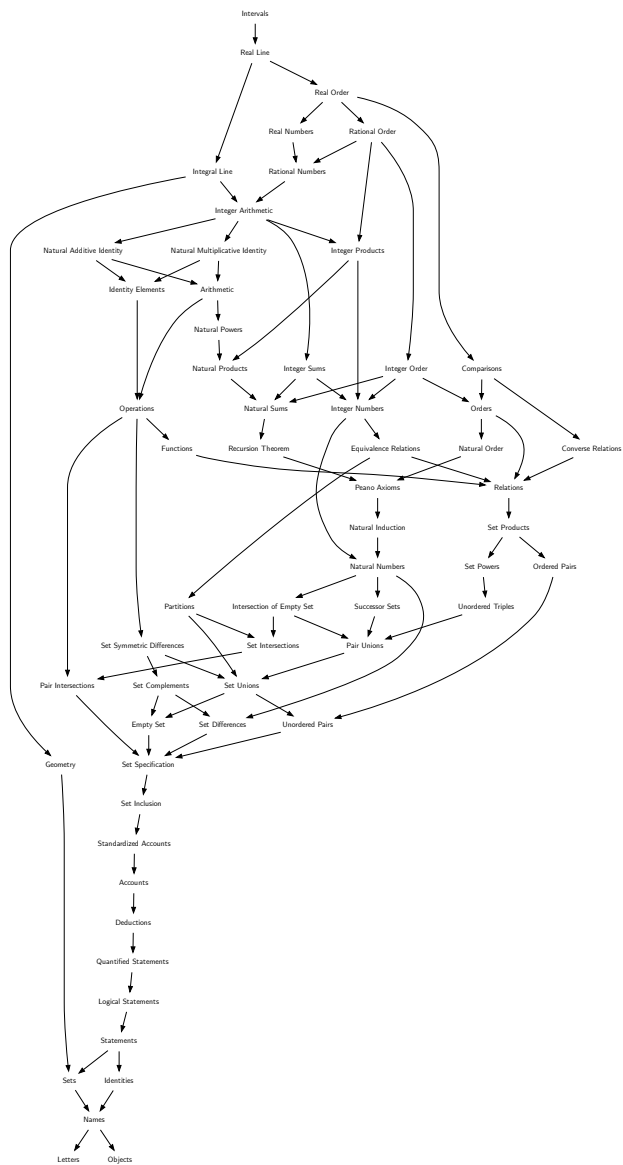 Intervals
Real Line
Real Order
Real Numbers
Rational Order
Integral Line
Rational Numbers
Integer Arithmetic
Natural Additive Identity
Natural Multiplicative Identity
Integer Products
Identity Elements
Arithmetic
Natural Powers
Natural Products
Integer Sums
Integer Order
Comparisons
Operations
Natural Sums
Integer Numbers
Orders
Functions
Recursion Theorem
Equivalence Relations
Natural Order
Converse Relations
Peano Axioms
Relations
Natural Induction
Set Products
Natural Numbers
Set Powers
Ordered Pairs
Partitions
Intersection of Empty Set
Successor Sets
Unordered Triples
Set Symmetric Differences
Set Intersections
Pair Unions
Pair Intersections
Set Complements
Set Unions
Empty Set
Set Differences
Unordered Pairs
Geometry
Set Specification
Set Inclusion
Standardized Accounts
Accounts
Deductions
Quantified Statements
Logical Statements
Statements
Sets
Identities
Names
Letters
Objects